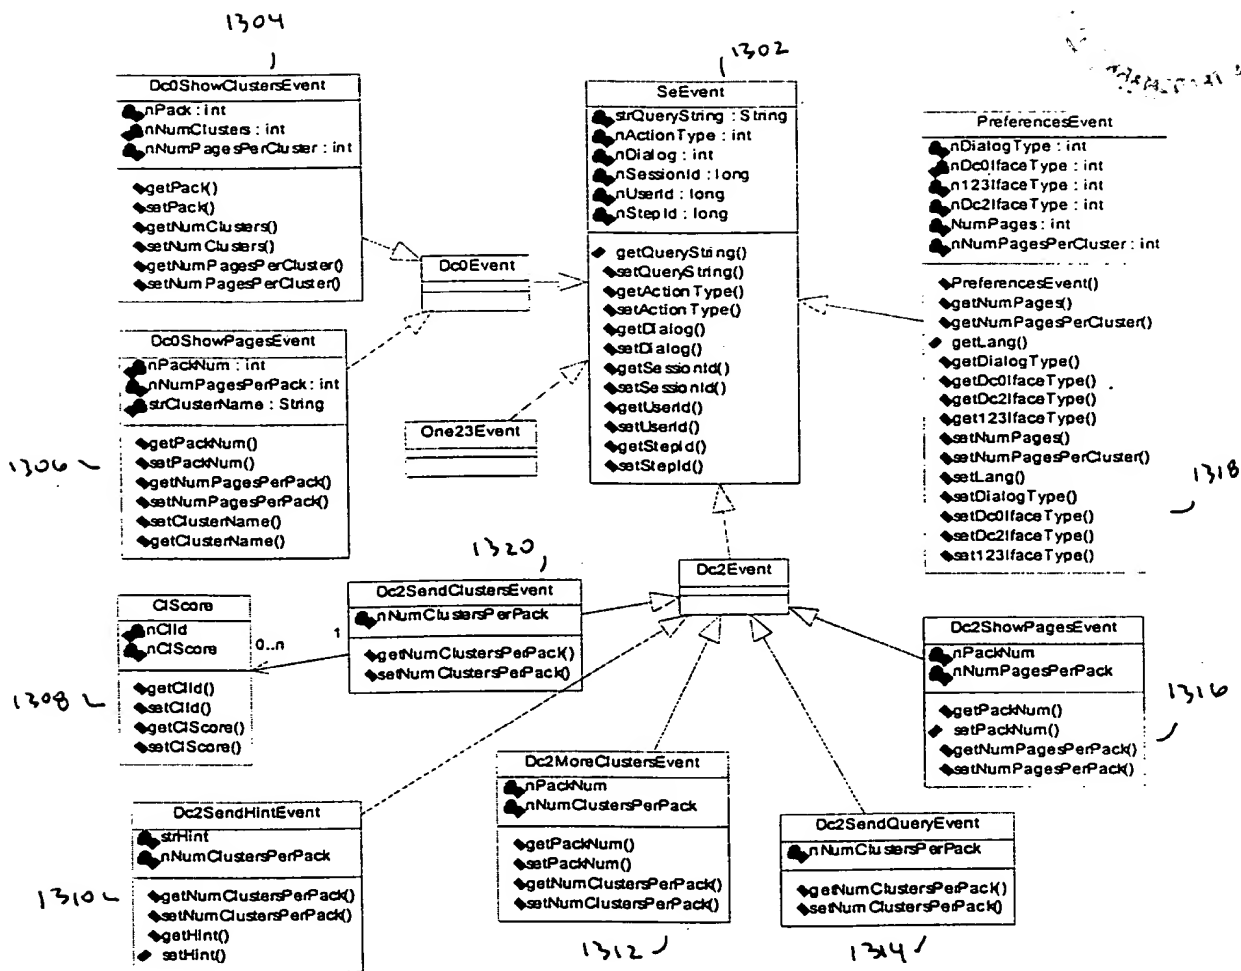 1304
Dc0ShowClustersEvent
nPack : int
nNumClusters : int
nNumPagesPerCluster : int
getPack()
setPack()
getNumClusters()
setNumClusters()
getNumPagesPerCluster()
setNumPagesPerCluster()
1302
SeEvent
strQueryString : String
nActionType : int
nDialog : int
nSessionId : long
nUserId : long
nStepId : long
getQueryString()
setQueryString()
getActionType()
setActionType()
getDialog()
setDialog()
getSessionId()
setSessionId()
getUserId()
setUserId()
getStepId()
setStepId()
PreferencesEvent
nDialogType : int
nDc0IfaceType : int
n123IfaceType : int
nDc2IfaceType : int
NumPages : int
nNumPagesPerCluster : int
PreferencesEvent()
getNumPages()
getNumPagesPerCluster()
getLang()
getDialogType()
getDc0IfaceType()
getDc2IfaceType()
get123IfaceType()
setNumPages()
setNumPagesPerCluster()
setLang()
setDialogType()
setDc0IfaceType()
setDc2IfaceType()
set123IfaceType()
1318
Dc0Event
Dc0ShowPagesEvent
nPackNum : int
nNumPagesPerPack : int
strClusterName : String
getPackNum()
setPackNum()
getNumPagesPerPack()
setNumPagesPerPack()
setClusterName()
getClusterName()
1306
One23Event
1320
Dc2SendClustersEvent
nNumClustersPerPack
getNumClustersPerPack()
setNumClustersPerPack()
Dc2Event
ClScore
nClId
nClScore
getClId()
setClId()
getClScore()
setClScore()
0..n
1
1308
Dc2ShowPagesEvent
nPackNum
nNumPagesPerPack
getPackNum()
setPackNum()
getNumPagesPerPack()
setNumPagesPerPack()
1316
Dc2SendHintEvent
strHint
nNumClustersPerPack
getNumClustersPerPack()
setNumClustersPerPack()
getHint()
setHint()
1310
Dc2MoreClustersEvent
nPackNum
nNumClustersPerPack
getPackNum()
setPackNum()
getNumClustersPerPack()
setNumClustersPerPack()
1312
Dc2SendQueryEvent
nNumClustersPerPack
getNumClustersPerPack()
setNumClustersPerPack()
1314